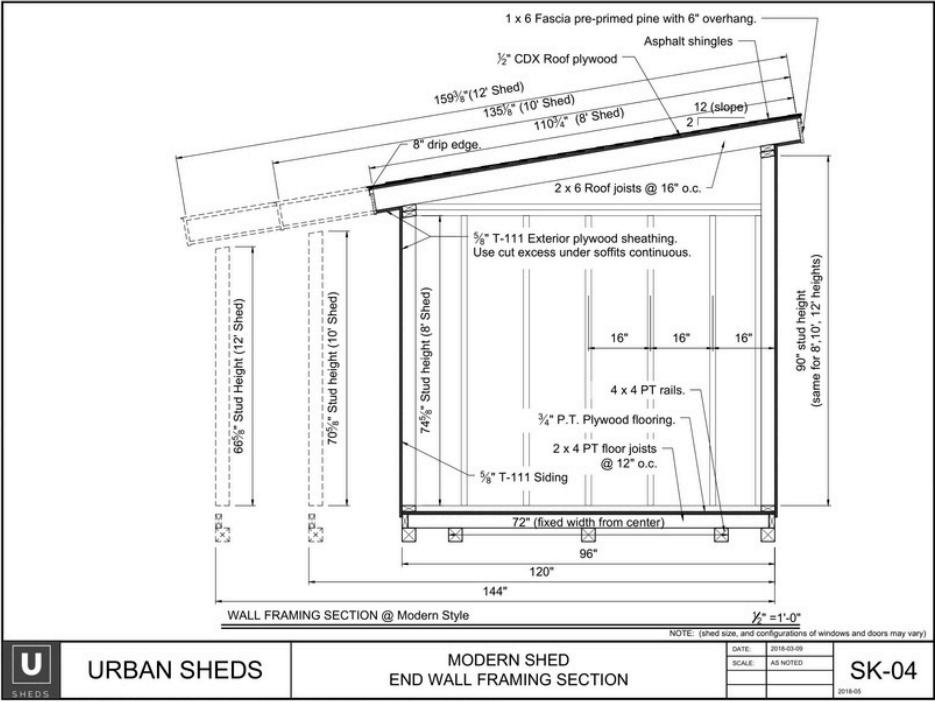 1 x 6 Fascia pre-primed pine with 6" overhang.
Asphalt shingles
½" CDX Roof plywood
159⅜"(12' Shed)
135⅛" (10' Shed)
110¾" (8' Shed)
12 (slope)
2
8" drip edge.
2 x 6 Roof joists @ 16" o.c.
⅝" T-111 Exterior plywood sheathing.
Use cut excess under soffits continuous.
66⅝" Stud Height (12' Shed)
70⅝" Stud height (10' Shed)
74⅝" Stud height (8' Shed)
90" stud height
(same for 8',10', 12' heights)
16"
16"
16"
4 x 4 PT rails.
¾" P.T. Plywood flooring.
2 x 4 PT floor joists
@ 12" o.c.
⅝" T-111 Siding
72" (fixed width from center)
96"
120"
144"
WALL FRAMING SECTION @ Modern Style
½" =1'-0"
NOTE: (shed size, and configurations of windows and doors may vary)
U
SHEDS
URBAN SHEDS
MODERN SHED
END WALL FRAMING SECTION
DATE: 2018-03-09
SCALE: AS NOTED
SK-04
2018-05